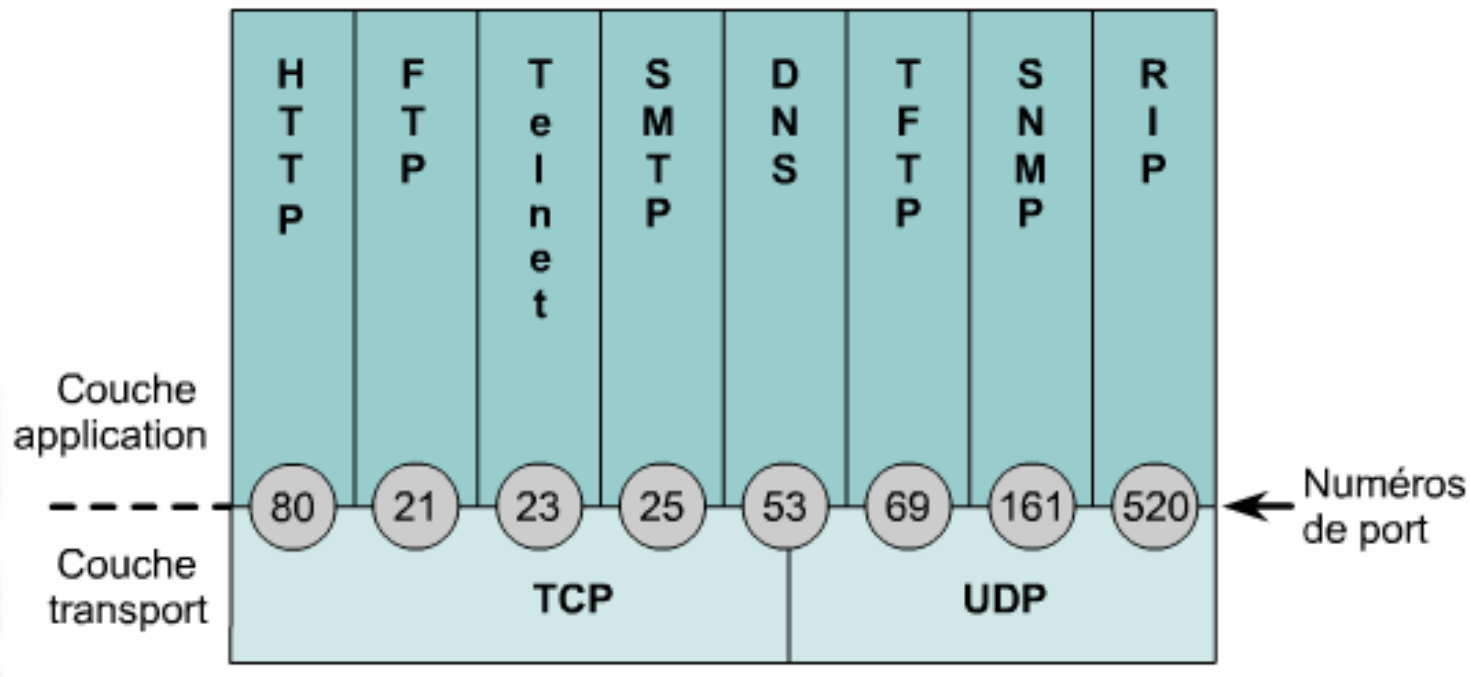 HTTP
FTP
Telnet
SMTP
DNS
TFTP
SNMP
RIP
Couche
application
80
21
23
25
53
69
161
520
Numéros
de port
Couche
transport
TCP
UDP